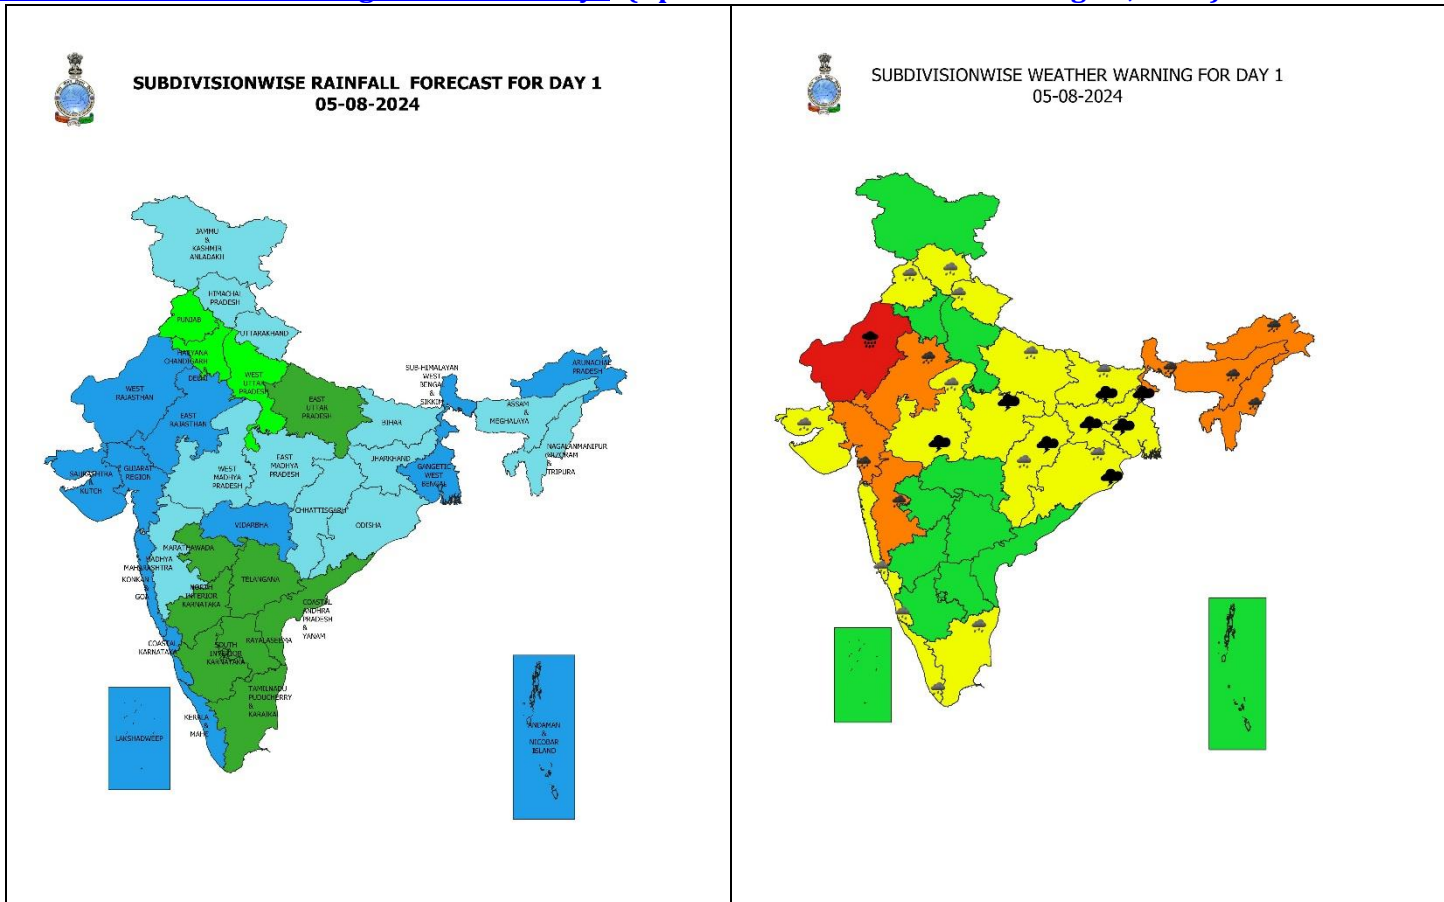 SUBDIVISIONWISE RAINFALL FORECAST FOR DAY 1
05-08-2024
JAMMU
&
KASHMIR
ANLADAKH
HIMACHAL
PRADESH
PUNJAB
UTTARAKHAND
HARYANA
CHANDIGARH
&
DELHI
WEST
UTTAR
PRADESH
WEST
RAJASTHAN
EAST
RAJASTHAN
EAST
UTTAR
PRADESH
SUB-HIMALAYAN
WEST
BENGAL
&
SIKKIM
ARUNACHAL
PRADESH
ASSAM
&
MEGHALAYA
BIHAR
NAGALANMANIPUR
MIZORAM
&
TRIPURA
SAURASHTRA
&
KUTCH
GUJARAT
REGION
WEST
MADHYA
PRADESH
EAST
MADHYA
PRADESH
JHARKHAND
GANGETIC
WEST
BENGAL
CHHATTISGARH
ODISHA
VIDARBHA
MARATHAWADA
MADHYA
MAHARASHTRA
KONKAN
&
GOA
TELANGANA
NORTH
INTERIOR
KARNATAKA
COASTAL
ANDHRA
PRADESH
&
YANAM
COASTAL
KARNATAKA
RAYALASEEMA
SOUTH
INTERIOR
KARNATAKA
TAMILNADU
PUDUCHERRY
&
KARAIKAL
KERALA
&
MAHE
LAKSHADWEEP
ANDAMAN
&
NICOBAR
ISLAND
SUBDIVISIONWISE WEATHER WARNING FOR DAY 1
05-08-2024